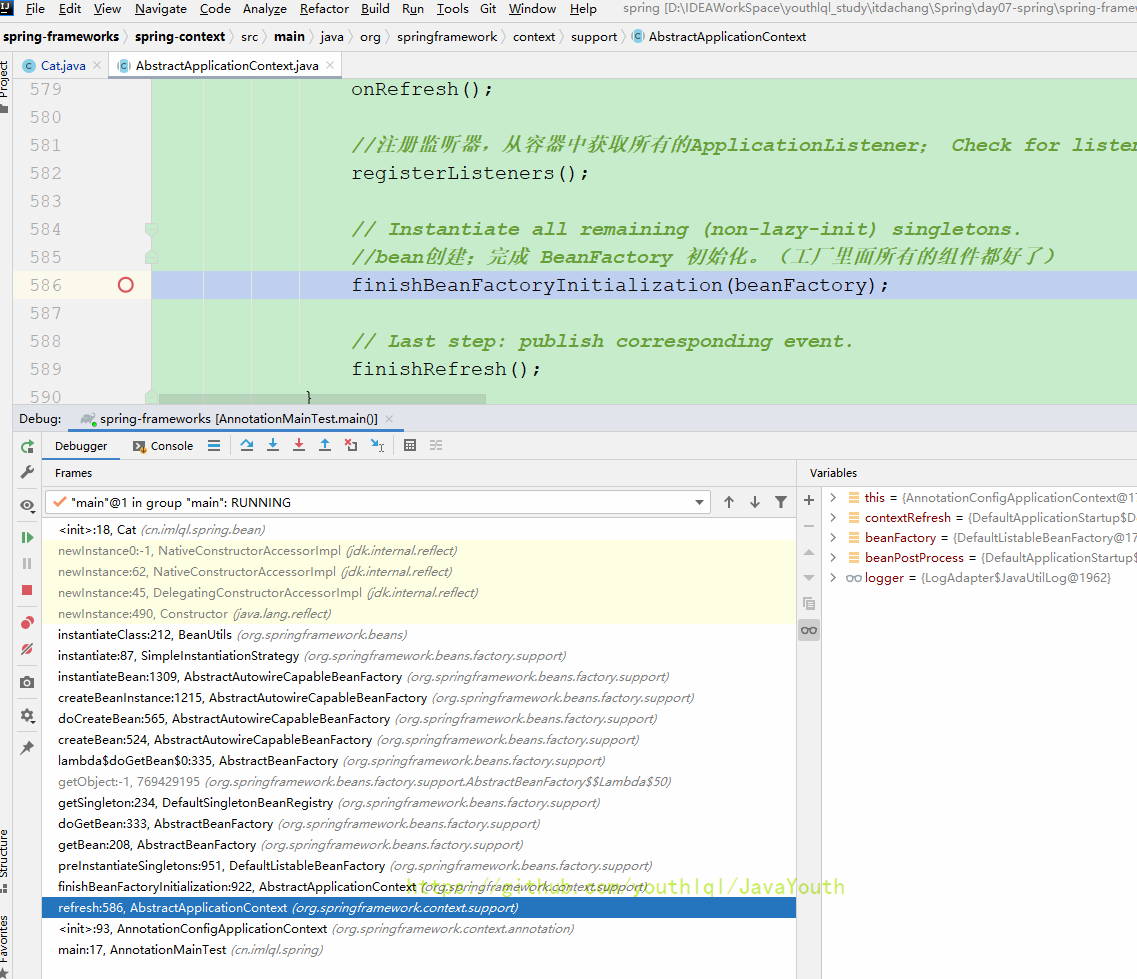 File Edit View Navigate Code Analyze Refactor Build Run Tools Git Window Help spring [D:\IDEAWorkSpace\youthlql_study\itdachang\Spring\day07-spring\spring-framew
spring-frameworks spring-context src main java org springframework context support AbstractApplicationContext
Project
Cat.java AbstractApplicationContext.java
579 onRefresh();
580
581 //注册监听器，从容器中获取所有的ApplicationListener； Check for listen
582 registerListeners();
583
584 // Instantiate all remaining (non-lazy-init) singletons.
585 //bean创建；完成 BeanFactory 初始化。（工厂里面所有的组件都好了）
586 finishBeanFactoryInitialization(beanFactory);
587
588 // Last step: publish corresponding event.
589 finishRefresh();
590 }
Debug: spring-frameworks [AnnotationMainTest.main()]
Debugger Console
Frames
Variables
"main"@1 in group "main": RUNNING
<init>:18, Cat (cn.imlql.spring.bean)
newInstance0:-1, NativeConstructorAccessorImpl (jdk.internal.reflect)
newInstance:62, NativeConstructorAccessorImpl (jdk.internal.reflect)
newInstance:45, DelegatingConstructorAccessorImpl (jdk.internal.reflect)
newInstance:490, Constructor (java.lang.reflect)
instantiateClass:212, BeanUtils (org.springframework.beans)
instantiate:87, SimpleInstantiationStrategy (org.springframework.beans.factory.support)
instantiateBean:1309, AbstractAutowireCapableBeanFactory (org.springframework.beans.factory.support)
createBeanInstance:1215, AbstractAutowireCapableBeanFactory (org.springframework.beans.factory.support)
doCreateBean:565, AbstractAutowireCapableBeanFactory (org.springframework.beans.factory.support)
createBean:524, AbstractAutowireCapableBeanFactory (org.springframework.beans.factory.support)
lambda$doGetBean$0:335, AbstractBeanFactory (org.springframework.beans.factory.support)
getObject:-1, 769429195 (org.springframework.beans.factory.support.AbstractBeanFactory$$Lambda$50)
getSingleton:234, DefaultSingletonBeanRegistry (org.springframework.beans.factory.support)
doGetBean:333, AbstractBeanFactory (org.springframework.beans.factory.support)
getBean:208, AbstractBeanFactory (org.springframework.beans.factory.support)
preInstantiateSingletons:951, DefaultListableBeanFactory (org.springframework.beans.factory.support)
finishBeanFactoryInitialization:922, AbstractApplicationContext (org.springframework.context.support)
https://github.com/youthlql/JavaYouth
refresh:586, AbstractApplicationContext (org.springframework.context.support)
<init>:93, AnnotationConfigApplicationContext (org.springframework.context.annotation)
main:17, AnnotationMainTest (cn.imlql.spring)
this = {AnnotationConfigApplicationContext@17
contextRefresh = {DefaultApplicationStartup$De
beanFactory = {DefaultListableBeanFactory@17
beanPostProcess = {DefaultApplicationStartup$
logger = {LogAdapter$JavaUtilLog@1962}
Structure
Favorites